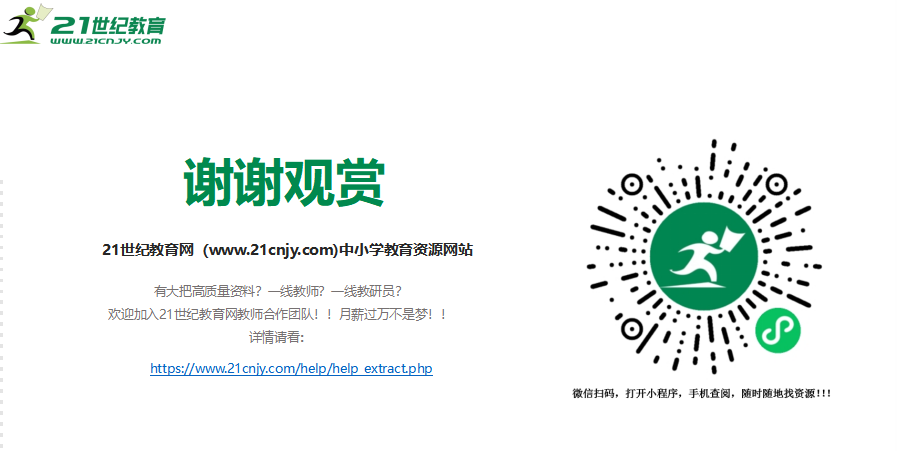 21世纪教育
WWW.21CNJY.COM
谢谢观赏
21世纪教育网（www.21cnjy.com)中小学教育资源网站
有大把高质量资料？一线教师？一线教研员？
欢迎加入21世纪教育网教师合作团队！！月薪过万不是梦！！
详情请看：
https://www.21cnjy.com/help/help_extract.php
微信扫码，打开小程序，手机查阅，随时随地找资源!!!